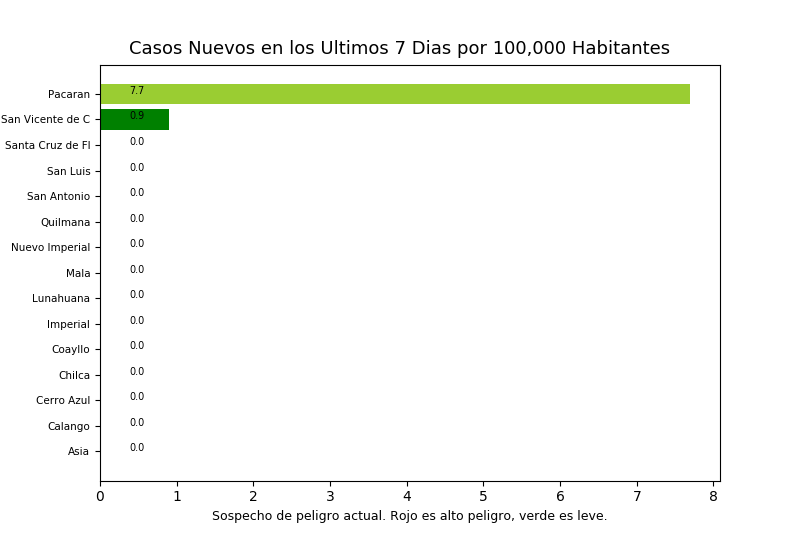 Casos Nuevos en los Ultimos 7 Dias por 100,000 Habitantes
Pacaran 7.7
San Vicente de C 0.9
Santa Cruz de Fl 0.0
San Luis 0.0
San Antonio 0.0
Quilmana 0.0
Nuevo Imperial 0.0
Mala 0.0
Lunahuana 0.0
Imperial 0.0
Coayllo 0.0
Chilca 0.0
Cerro Azul 0.0
Calango 0.0
Asia 0.0
0 1 2 3 4 5 6 7 8
Sospecho de peligro actual. Rojo es alto peligro, verde es leve.